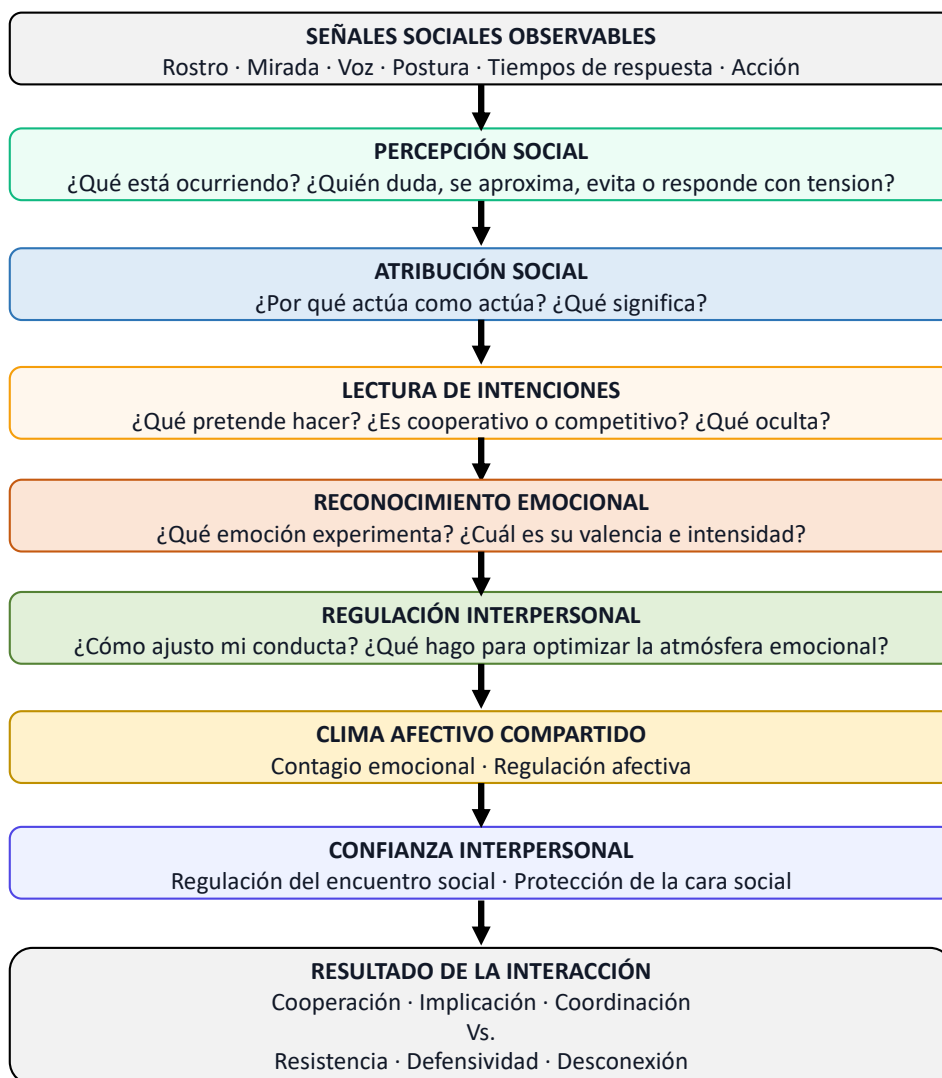 SEÑALES SOCIALES OBSERVABLES
Rostro · Mirada · Voz · Postura · Tiempos de respuesta · Acción
PERCEPCIÓN SOCIAL
¿Qué está ocurriendo? ¿Quién duda, se aproxima, evita o responde con tension?
ATRIBUCIÓN SOCIAL
¿Por qué actúa como actúa? ¿Qué significa?
LECTURA DE INTENCIONES
¿Qué pretende hacer? ¿Es cooperativo o competitivo? ¿Qué oculta?
RECONOCIMIENTO EMOCIONAL
¿Qué emoción experimenta? ¿Cuál es su valencia e intensidad?
REGULACIÓN INTERPERSONAL
¿Cómo ajusto mi conducta? ¿Qué hago para optimizar la atmósfera emocional?
CLIMA AFECTIVO COMPARTIDO
Contagio emocional · Regulación afectiva
CONFIANZA INTERPERSONAL
Regulación del encuentro social · Protección de la cara social
RESULTADO DE LA INTERACCIÓN
Cooperación · Implicación · Coordinación
Vs.
Resistencia · Defensividad · Desconexión